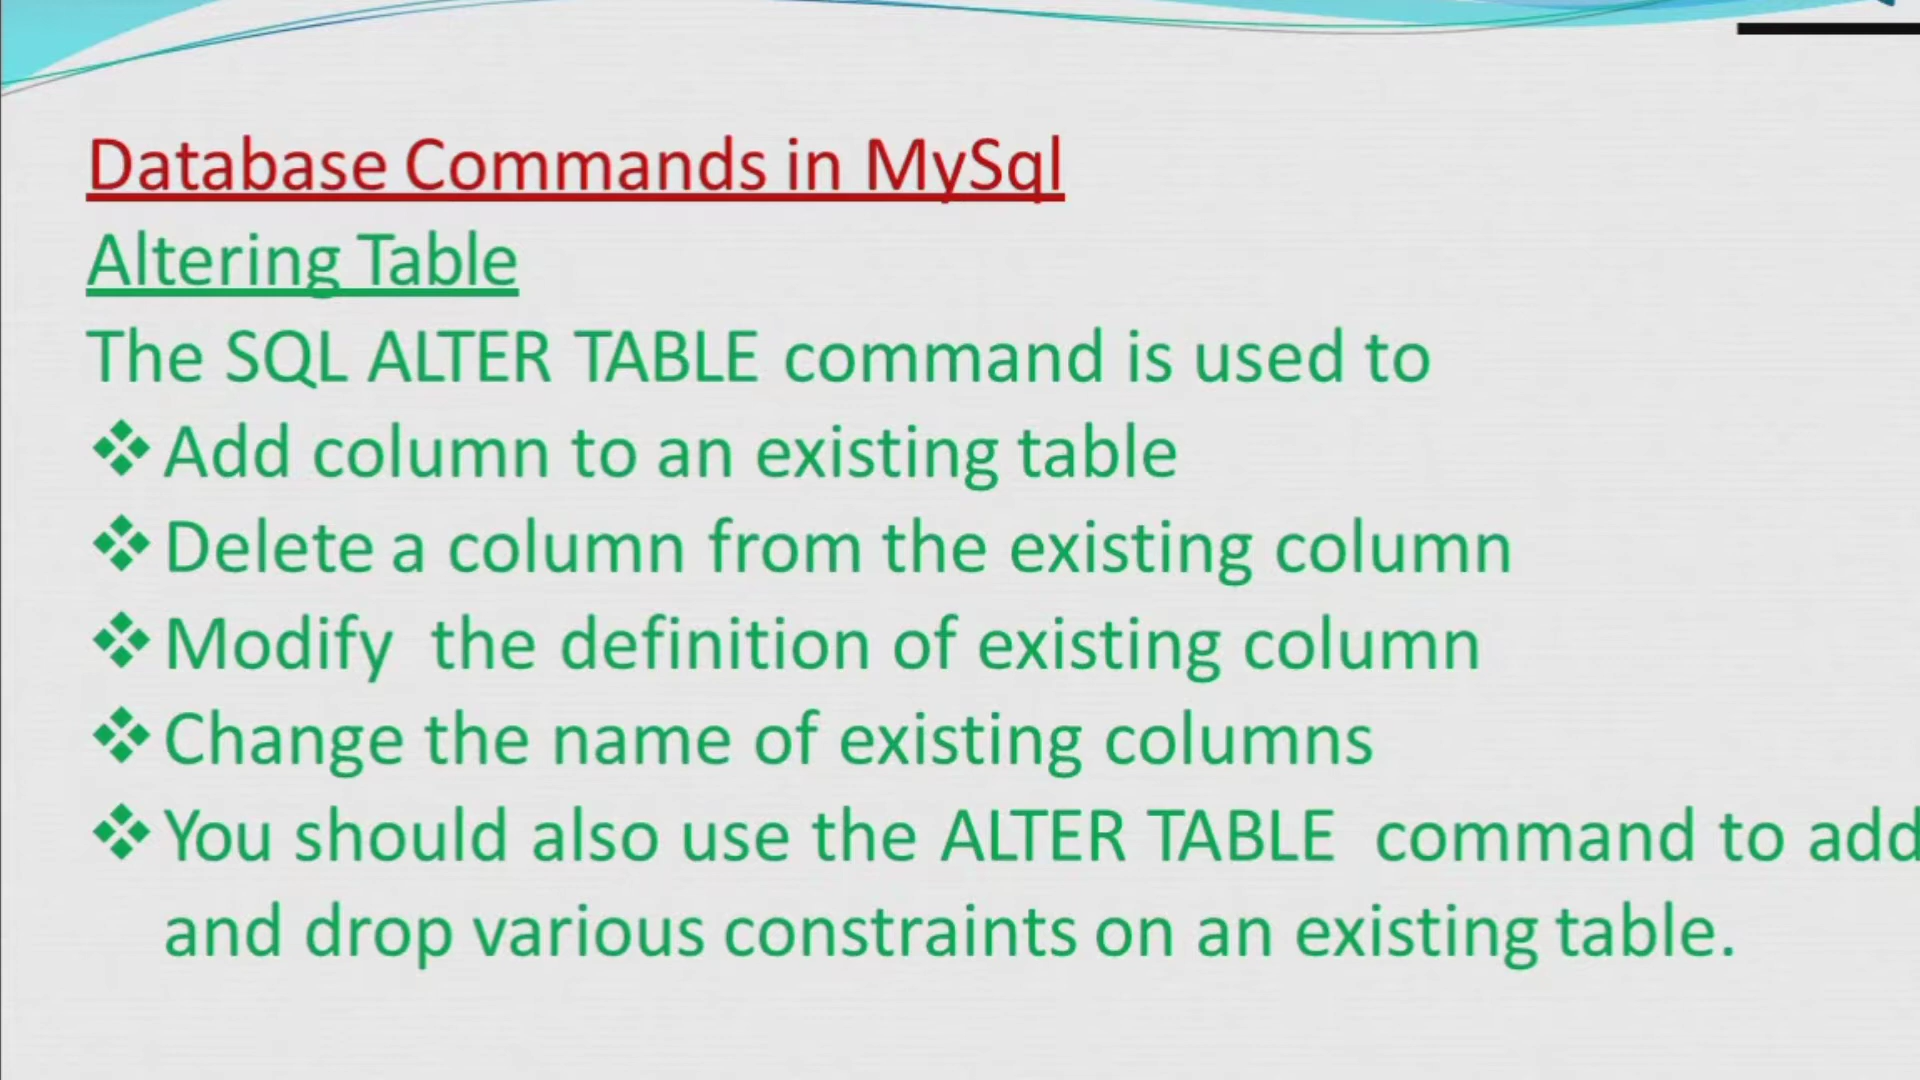 Database Commands in MySql
Altering Table
The SQL ALTER TABLE command is used to
❖Add column to an existing table
❖Delete a column from the existing column
❖Modify the definition of existing column
❖Change the name of existing columns
❖You should also use the ALTER TABLE command to add
and drop various constraints on an existing table.